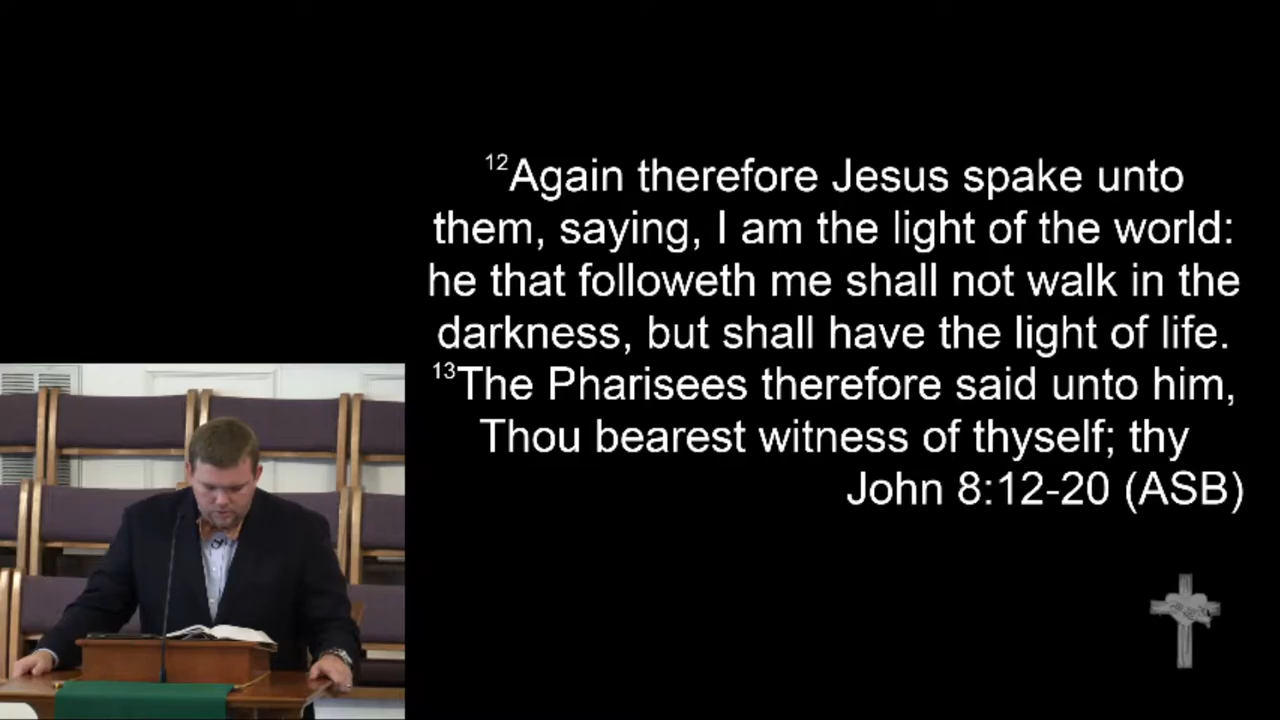 12Again therefore Jesus spake unto
them, saying, I am the light of the world:
he that followeth me shall not walk in the
darkness, but shall have the light of life.
13The Pharisees therefore said unto him,
Thou bearest witness of thyself; thy
John 8:12-20 (ASB)